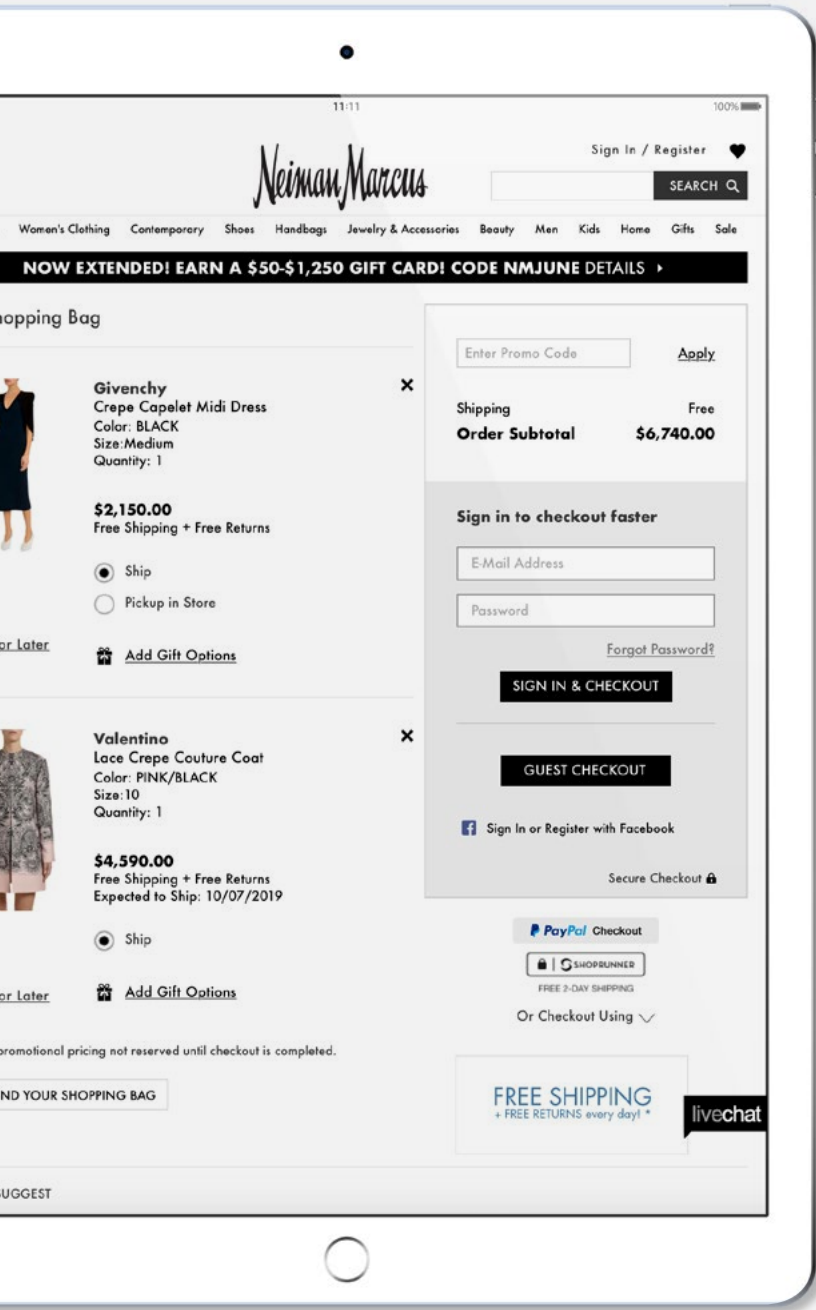 11:11
100%
Sign In / Register
Neiman Marcus
SEARCH
Women's Clothing Contemporary Shoes Handbags Jewelry & Accessories Beauty Men Kids Home Gifts Sale
NOW EXTENDED! EARN A $50-$1,250 GIFT CARD! CODE NMJUNE DETAILS
hopping Bag
Givenchy
Crepe Capelet Midi Dress
Color: BLACK
Size:Medium
Quantity: 1
$2,150.00
Free Shipping + Free Returns
Ship
Pickup in Store
or Later
Add Gift Options
Valentino
Lace Crepe Couture Coat
Color: PINK/BLACK
Size:10
Quantity: 1
$4,590.00
Free Shipping + Free Returns
Expected to Ship: 10/07/2019
Ship
or Later
Add Gift Options
promotional pricing not reserved until checkout is completed.
ND YOUR SHOPPING BAG
UGGEST
Enter Promo Code
Apply
Shipping Free
Order Subtotal $6,740.00
Sign in to checkout faster
E-Mail Address
Password
Forgot Password?
SIGN IN & CHECKOUT
GUEST CHECKOUT
Sign In or Register with Facebook
Secure Checkout
PayPal Checkout
SHOPRUNNER
FREE 2-DAY SHIPPING
Or Checkout Using
FREE SHIPPING
+ FREE RETURNS every day! *
livechat